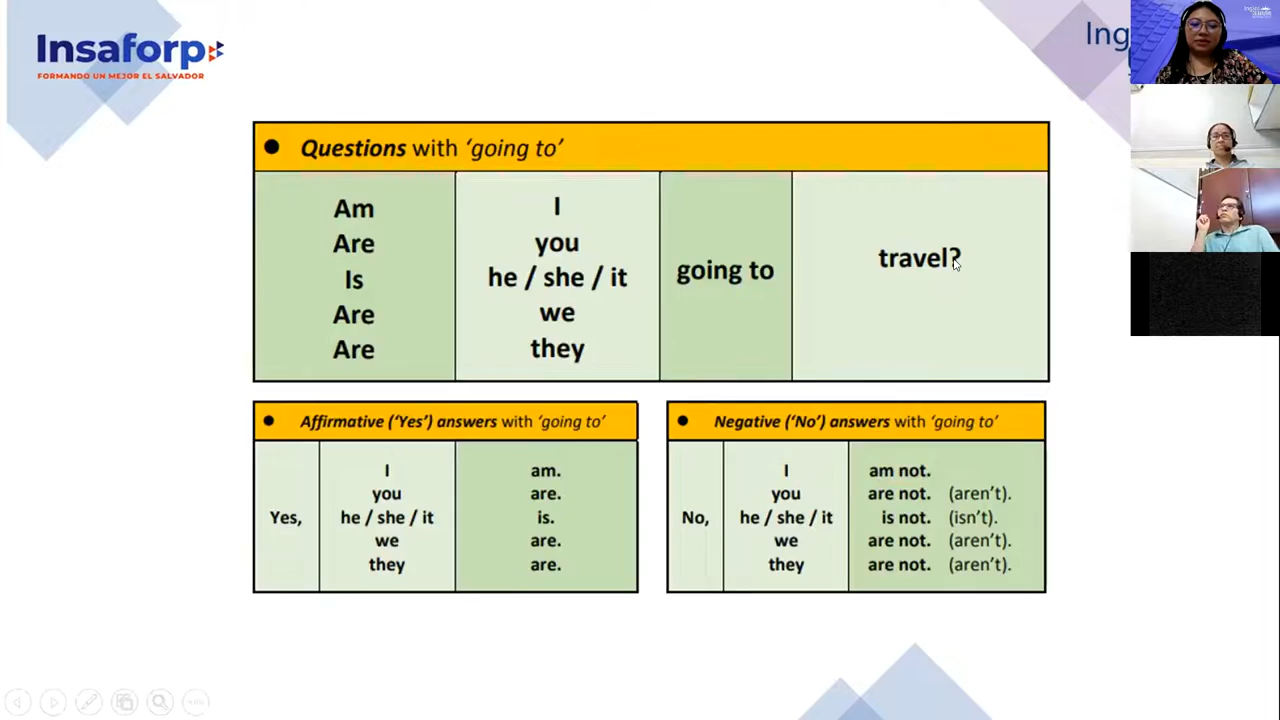 Insaforp
FORMANDO UN MEJOR EL SALVADOR
Ing
● Questions with ‘going to’
Am I
Are you
Is he / she / it going to travel?
Are we
Are they
● Affirmative (‘Yes’) answers with ‘going to’
I am.
you are.
Yes, he / she / it is.
we are.
they are.
● Negative (‘No’) answers with ‘going to’
I am not.
you are not. (aren’t).
No, he / she / it is not. (isn’t).
we are not. (aren’t).
they are not. (aren’t).